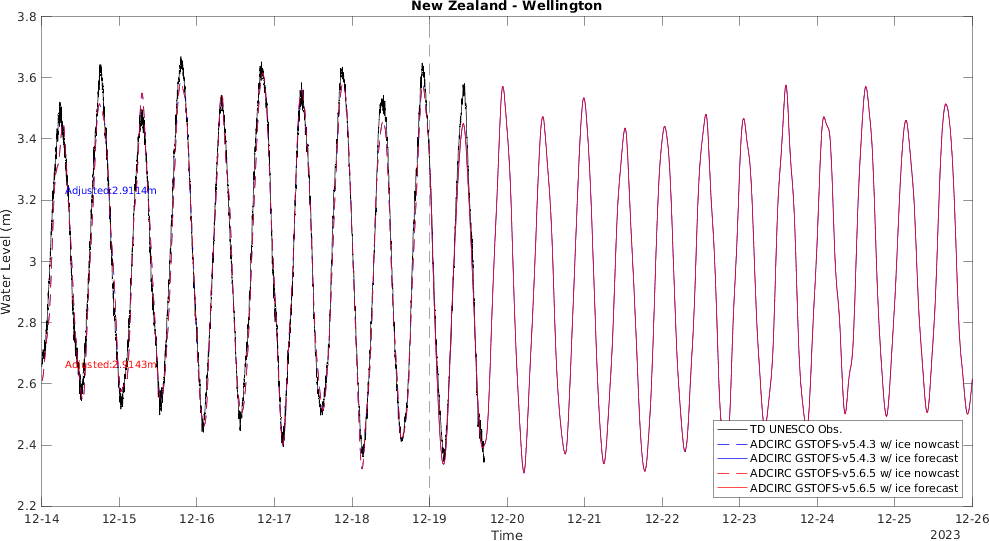 New Zealand - Wellington
3.8
3.6
3.4
3.2
3
2.8
2.6
2.4
2.2
Water Level (m)
Adjusted:2.9114m
Adjusted:2.9143m
TD UNESCO Obs.
ADCIRC GSTOFS-v5.4.3 w/ ice nowcast
ADCIRC GSTOFS-v5.4.3 w/ ice forecast
ADCIRC GSTOFS-v5.6.5 w/ ice nowcast
ADCIRC GSTOFS-v5.6.5 w/ ice forecast
12-14 12-15 12-16 12-17 12-18 12-19 12-20 12-21 12-22 12-23 12-24 12-25 12-26
Time
2023